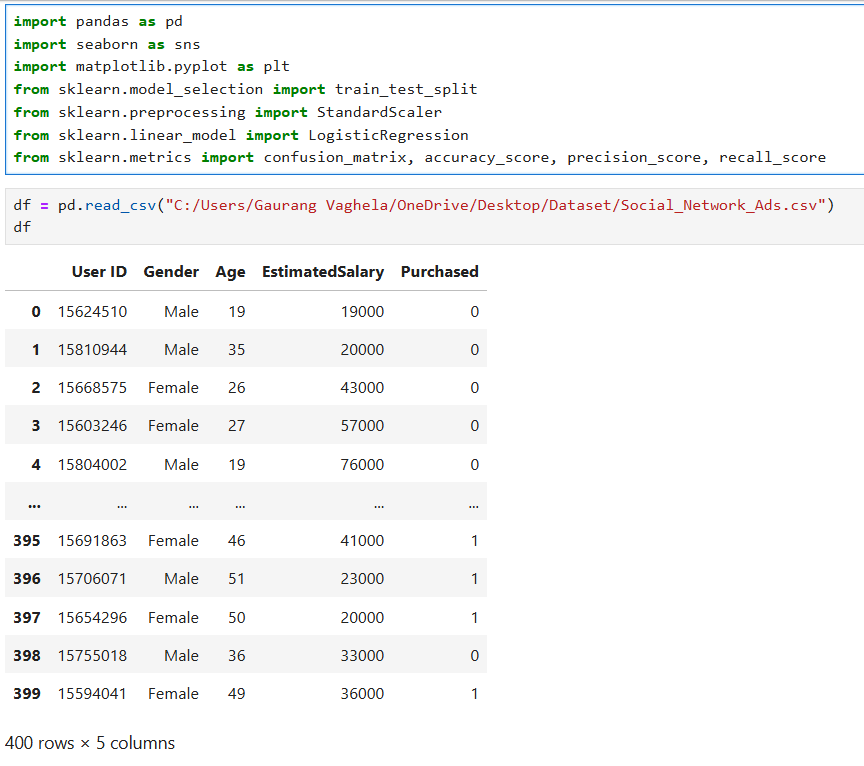 import pandas as pd
import seaborn as sns
import matplotlib.pyplot as plt
from sklearn.model_selection import train_test_split
from sklearn.preprocessing import StandardScaler
from sklearn.linear_model import LogisticRegression
from sklearn.metrics import confusion_matrix, accuracy_score, precision_score, recall_score
df = pd.read_csv("C:/Users/Gaurang Vaghela/OneDrive/Desktop/Dataset/Social_Network_Ads.csv")
df
User ID Gender Age EstimatedSalary Purchased
0 15624510 Male 19 19000 0
1 15810944 Male 35 20000 0
2 15668575 Female 26 43000 0
3 15603246 Female 27 57000 0
4 15804002 Male 19 76000 0
... ... ... ... ... ...
395 15691863 Female 46 41000 1
396 15706071 Male 51 23000 1
397 15654296 Female 50 20000 1
398 15755018 Male 36 33000 0
399 15594041 Female 49 36000 1
400 rows × 5 columns